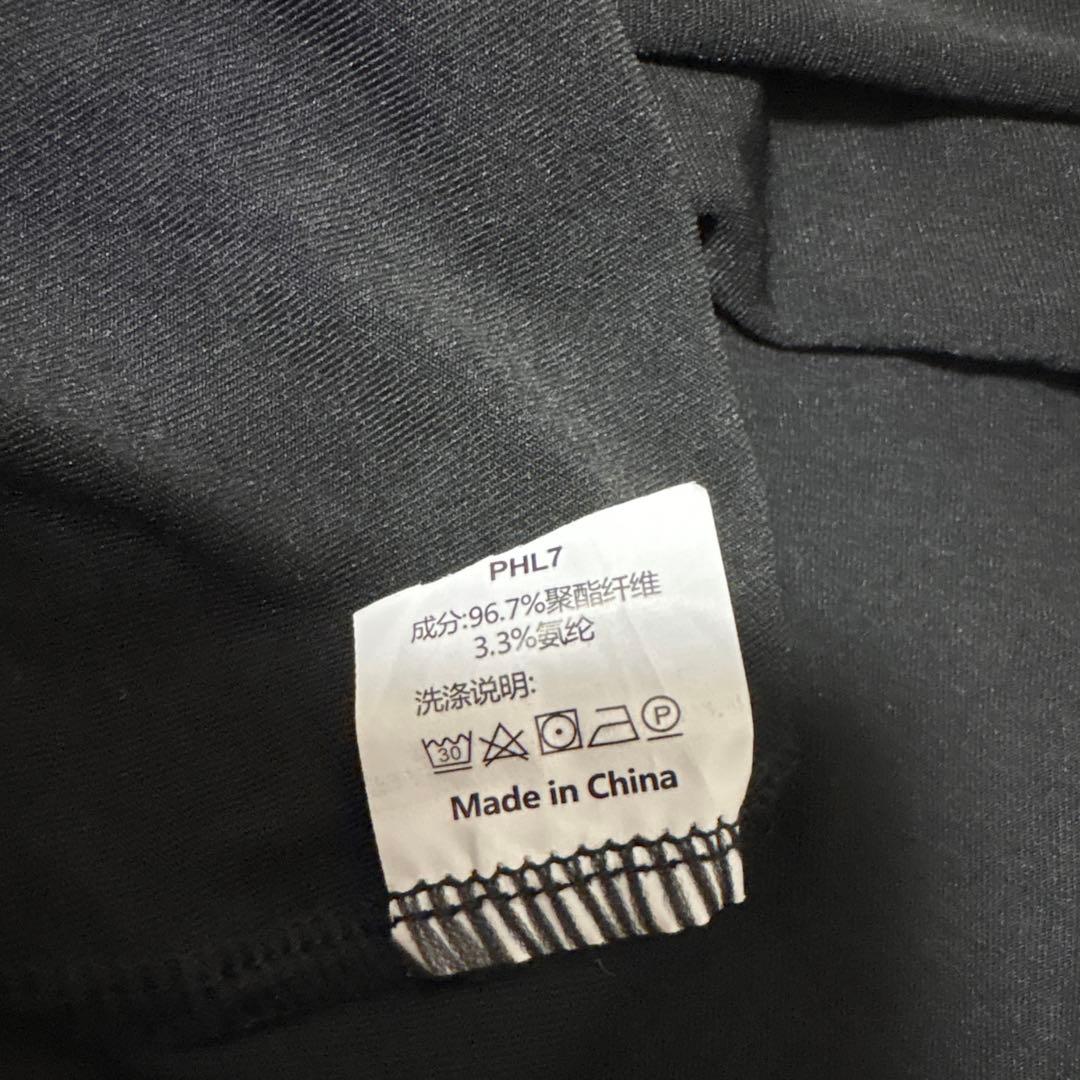 PHL7
成分:96.7%聚酯纤维
3.3%氨纶
洗涤说明:
30 P
Made in China